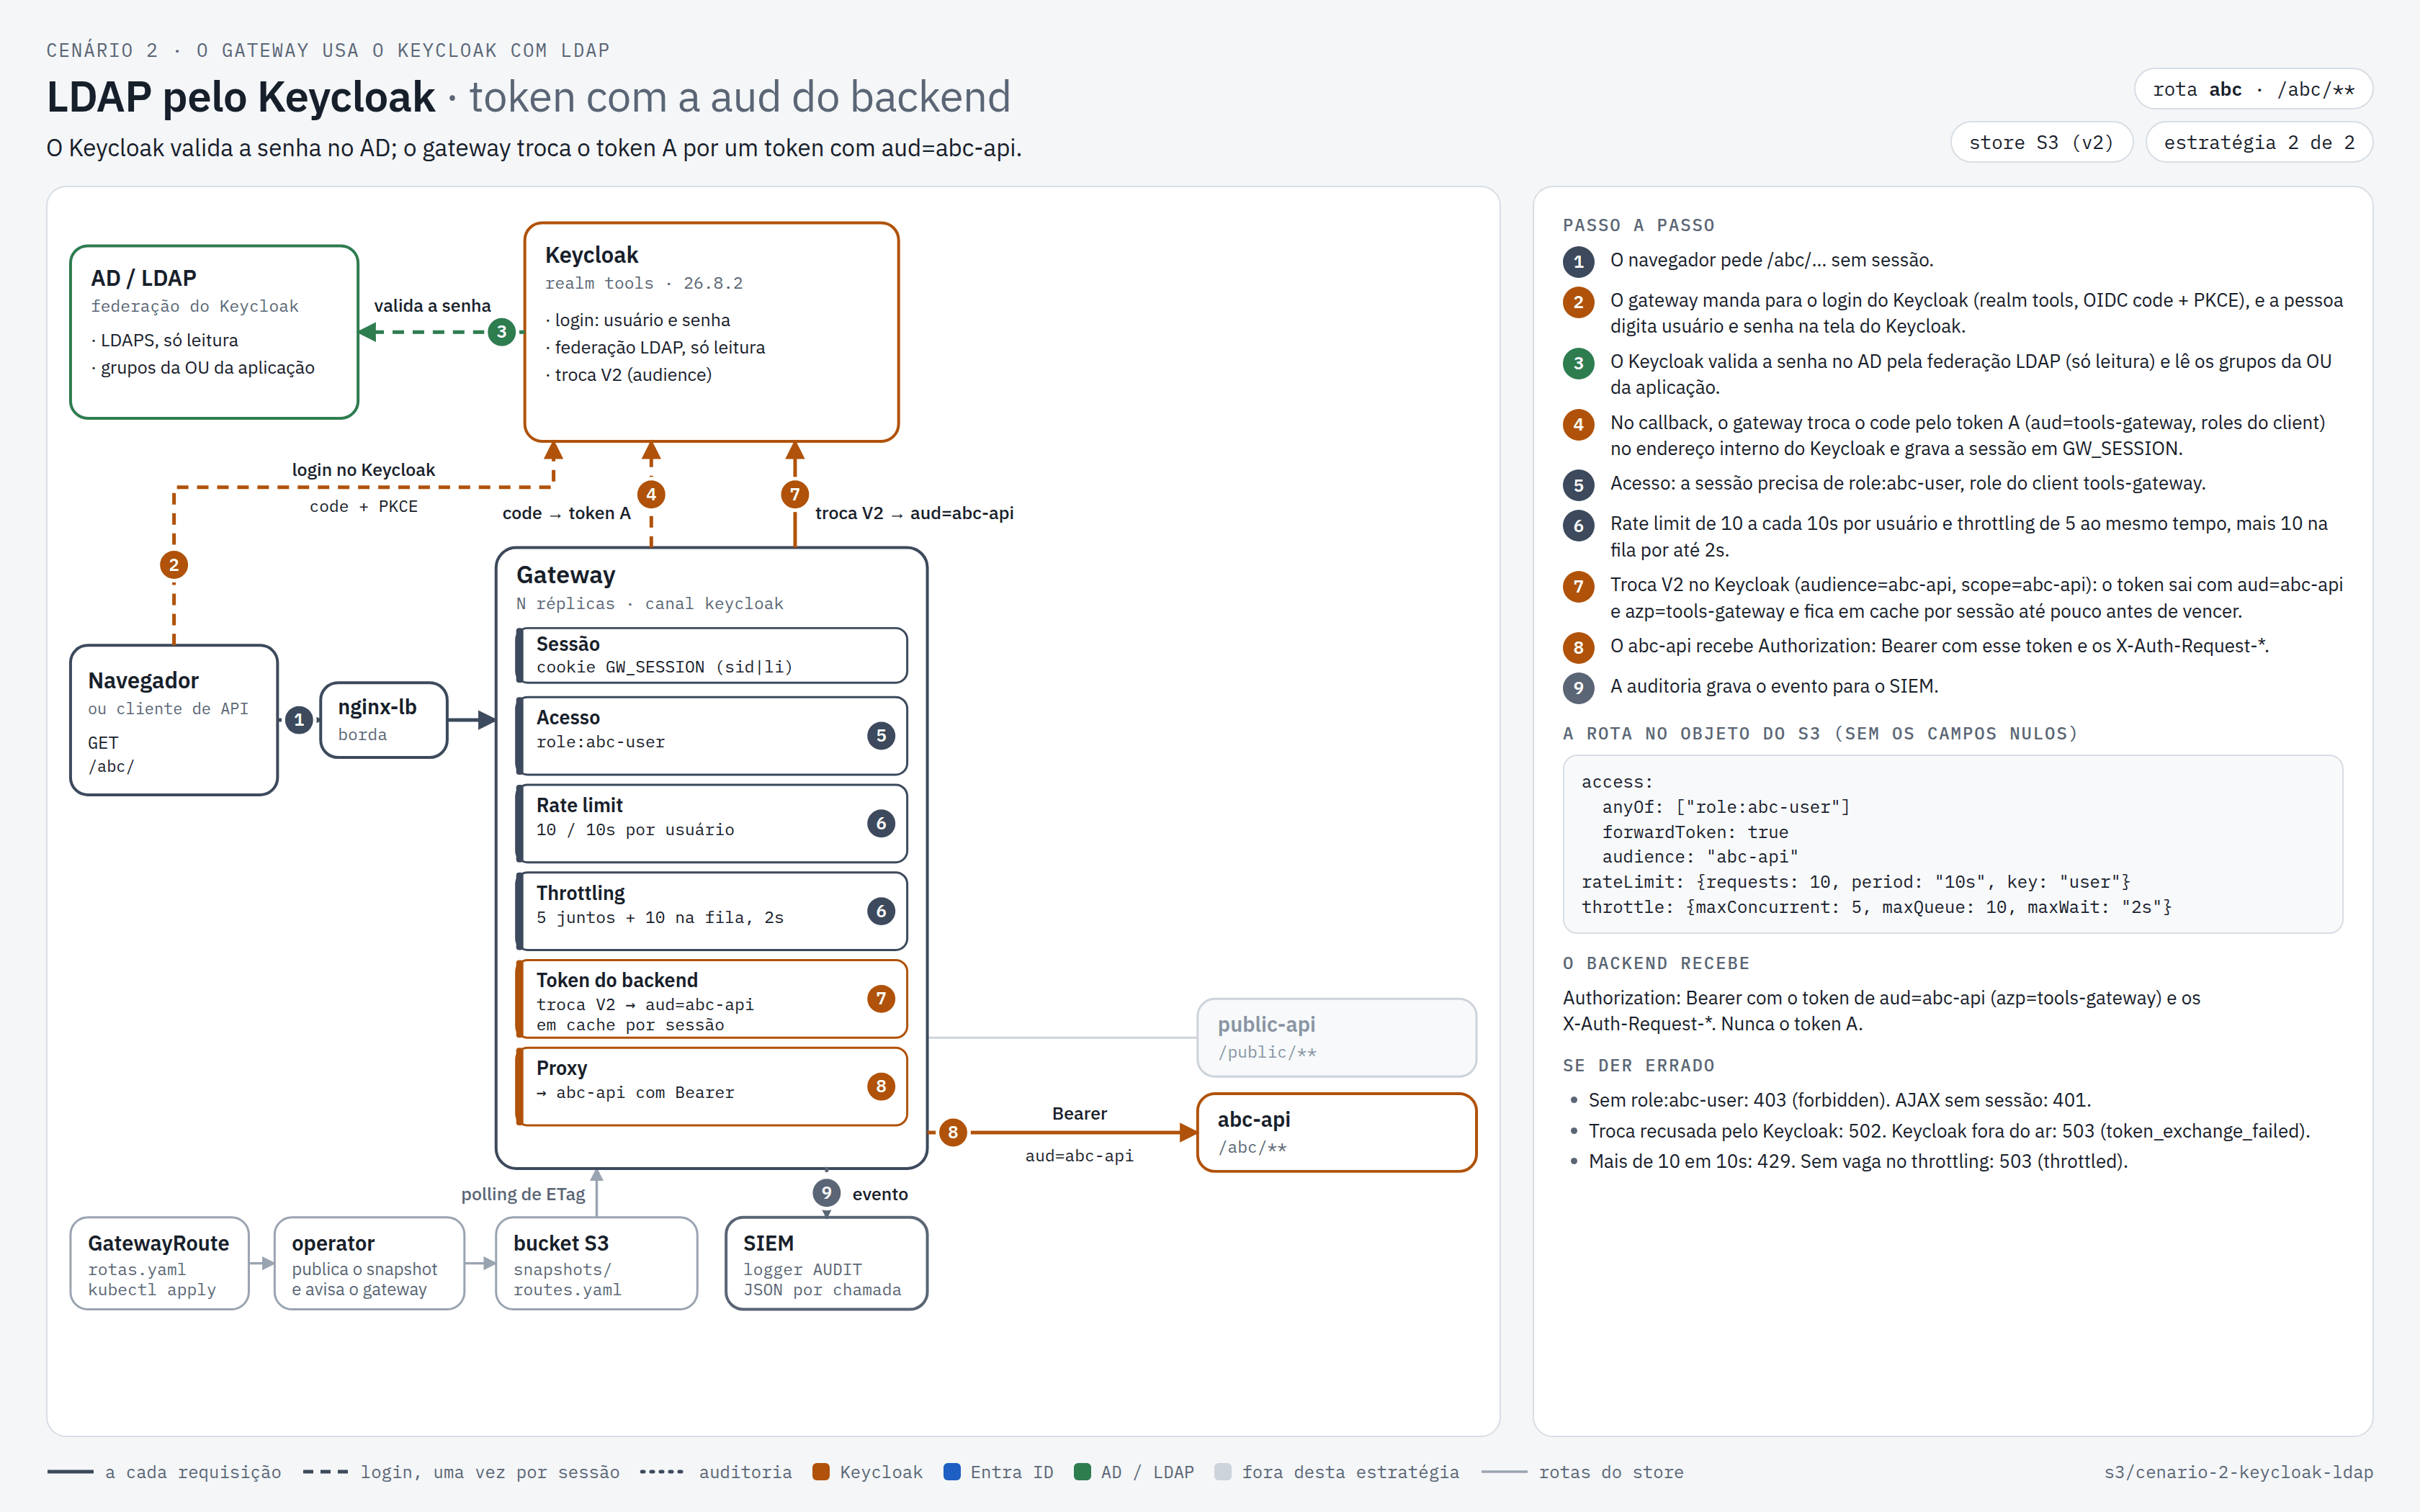 CENÁRIO 2 · O GATEWAY USA O KEYCLOAK COM LDAP
LDAP pelo Keycloak · token com a aud do backend
O Keycloak valida a senha no AD; o gateway troca o token A por um token com aud=abc-api.
rota abc · /abc/**
store S3 (v2)
estratégia 2 de 2
AD / LDAP
federação do Keycloak
· LDAPS, só leitura
· grupos da OU da aplicação
valida a senha
3
Keycloak
realm tools · 26.8.2
· login: usuário e senha
· federação LDAP, só leitura
· troca V2 (audience)
login no Keycloak
code + PKCE
2
4
code → token A
7
troca V2 → aud=abc-api
Navegador
ou cliente de API
GET
/abc/
1
nginx-lb
borda
Gateway
N réplicas · canal keycloak
Sessão
cookie GW_SESSION (sid|li)
Acesso
role:abc-user
5
Rate limit
10 / 10s por usuário
6
Throttling
5 juntos + 10 na fila, 2s
6
Token do backend
troca V2 → aud=abc-api
em cache por sessão
7
Proxy
→ abc-api com Bearer
8
public-api
/public/**
8
Bearer
aud=abc-api
abc-api
/abc/**
polling de ETag
9
evento
GatewayRoute
rotas.yaml
kubectl apply
operator
publica o snapshot
e avisa o gateway
bucket S3
snapshots/
routes.yaml
SIEM
logger AUDIT
JSON por chamada
PASSO A PASSO
1 O navegador pede /abc/... sem sessão.
2 O gateway manda para o login do Keycloak (realm tools, OIDC code + PKCE), e a pessoa
digita usuário e senha na tela do Keycloak.
3 O Keycloak valida a senha no AD pela federação LDAP (só leitura) e lê os grupos da OU
da aplicação.
4 No callback, o gateway troca o code pelo token A (aud=tools-gateway, roles do client)
no endereço interno do Keycloak e grava a sessão em GW_SESSION.
5 Acesso: a sessão precisa de role:abc-user, role do client tools-gateway.
6 Rate limit de 10 a cada 10s por usuário e throttling de 5 ao mesmo tempo, mais 10 na
fila por até 2s.
7 Troca V2 no Keycloak (audience=abc-api, scope=abc-api): o token sai com aud=abc-api
e azp=tools-gateway e fica em cache por sessão até pouco antes de vencer.
8 O abc-api recebe Authorization: Bearer com esse token e os X-Auth-Request-*.
9 A auditoria grava o evento para o SIEM.
A ROTA NO OBJETO DO S3 (SEM OS CAMPOS NULOS)
access:
  anyOf: ["role:abc-user"]
  forwardToken: true
  audience: "abc-api"
rateLimit: {requests: 10, period: "10s", key: "user"}
throttle: {maxConcurrent: 5, maxQueue: 10, maxWait: "2s"}
O BACKEND RECEBE
Authorization: Bearer com o token de aud=abc-api (azp=tools-gateway) e os
X-Auth-Request-*. Nunca o token A.
SE DER ERRADO
• Sem role:abc-user: 403 (forbidden). AJAX sem sessão: 401.
• Troca recusada pelo Keycloak: 502. Keycloak fora do ar: 503 (token_exchange_failed).
• Mais de 10 em 10s: 429. Sem vaga no throttling: 503 (throttled).
a cada requisição
login, uma vez por sessão
auditoria
Keycloak
Entra ID
AD / LDAP
fora desta estratégia
rotas do store
s3/cenario-2-keycloak-ldap